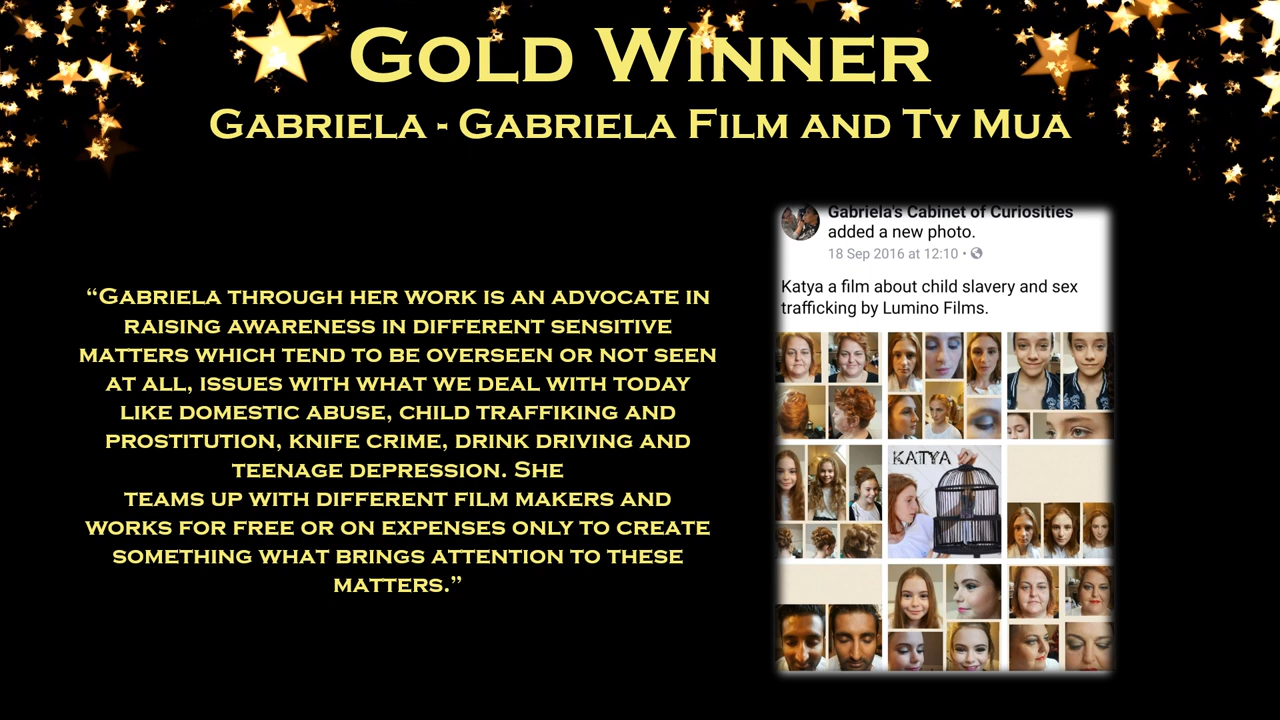 Gold Winner
Gabriela - Gabriela Film and Tv Mua
“Gabriela through her work is an advocate in
raising awareness in different sensitive
matters which tend to be overseen or not seen
at all, issues with what we deal with today
like domestic abuse, child traffiking and
prostitution, knife crime, drink driving and
teenage depression. She
teams up with different film makers and
works for free or on expenses only to create
something what brings attention to these
matters.”
Gabriela's Cabinet of Curiosities
added a new photo.
18 Sep 2016 at 12:10 •
Katya a film about child slavery and sex
trafficking by Lumino Films.
KATYA